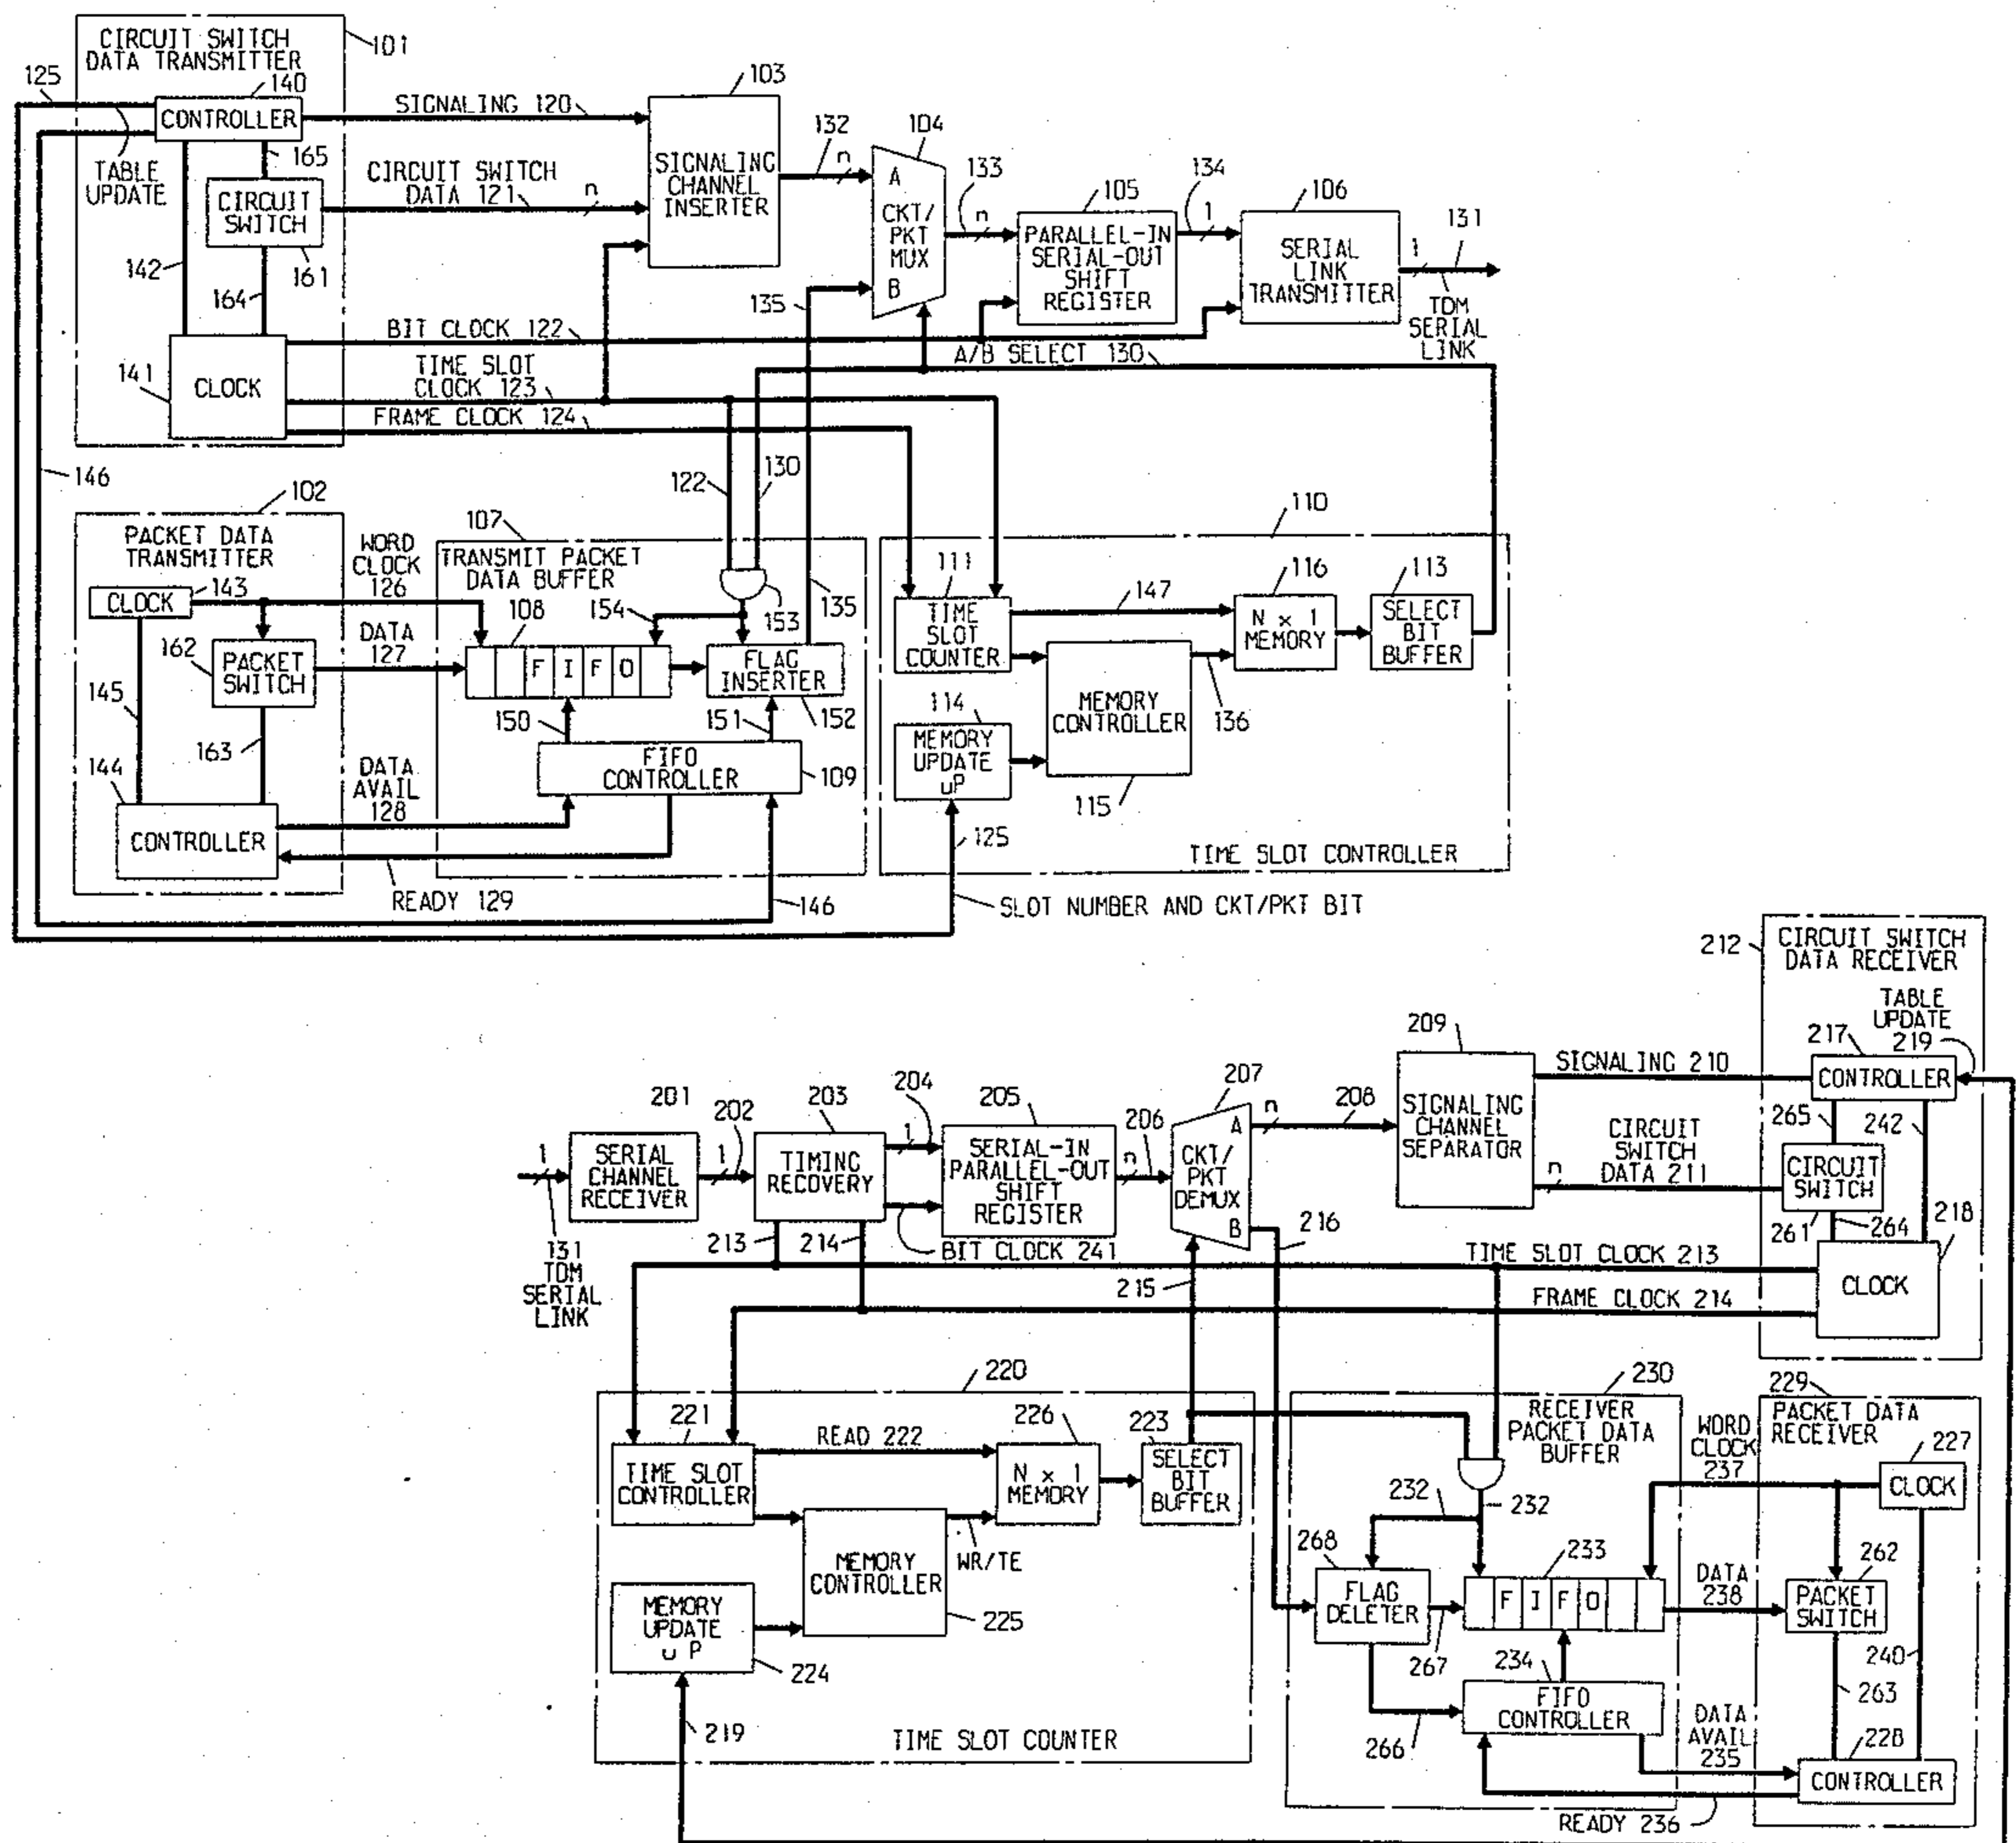 CIRCUIT SWITCH
DATA TRANSMITTER
101
125
140
CONTROLLER
TABLE
UPDATE
165
CIRCUIT
SWITCH
161
142
164
141
CLOCK
146
SIGNALING 120
CIRCUIT SWITCH
DATA 121
n
103
SIGNALING
CHANNEL
INSERTER
132
n
104
A
CKT/
PKT
MUX
B
133
n
105
PARALLEL-IN
SERIAL-OUT
SHIFT
REGISTER
134
1
106
SERIAL
LINK
TRANSMITTER
1
131
TDM
SERIAL
LINK
135
BIT CLOCK 122
A/B SELECT 130
TIME SLOT
CLOCK 123
FRAME CLOCK 124
122
130
102
PACKET DATA
TRANSMITTER
143
CLOCK
162
PACKET
SWITCH
145
163
144
CONTROLLER
WORD
CLOCK
126
DATA
127
DATA
AVAIL
128
READY 129
107
TRANSMIT PACKET
DATA BUFFER
108
F I F O
154
153
135
FLAG
INSERTER
152
150
151
FIFO
CONTROLLER
109
146
110
111
TIME
SLOT
COUNTER
147
116
N x 1
MEMORY
113
SELECT
BIT
BUFFER
136
MEMORY
CONTROLLER
115
114
MEMORY
UPDATE
uP
125
TIME SLOT CONTROLLER
SLOT NUMBER AND CKT/PKT BIT
212
CIRCUIT SWITCH
DATA RECEIVER
TABLE
UPDATE
219
217
CONTROLLER
265
242
CIRCUIT
SWITCH
261
264
218
CLOCK
209
SIGNALING
CHANNEL
SEPARATOR
SIGNALING 210
CIRCUIT
SWITCH
DATA 211
n
201
1
SERIAL
CHANNEL
RECEIVER
131
TDM
SERIAL
LINK
1
202
203
TIMING
RECOVERY
204
1
205
SERIAL-IN
PARALLEL-OUT
SHIFT
REGISTER
206
n
207
A
CKT/
PKT
DEMUX
B
n
208
216
213
214
BIT CLOCK 241
215
TIME SLOT CLOCK 213
FRAME CLOCK 214
220
221
TIME SLOT
CONTROLLER
READ 222
226
N x 1
MEMORY
223
SELECT
BIT
BUFFER
MEMORY
CONTROLLER
WR/TE
225
MEMORY
UPDATE
u P
224
219
TIME SLOT COUNTER
230
RECEIVER
PACKET DATA
BUFFER
232
232
268
FLAG
DELETER
267
233
F I F O
234
FIFO
CONTROLLER
266
WORD
CLOCK
237
DATA
238
DATA
AVAIL
235
READY 236
229
PACKET DATA
RECEIVER
227
CLOCK
262
PACKET
SWITCH
240
263
228
CONTROLLER